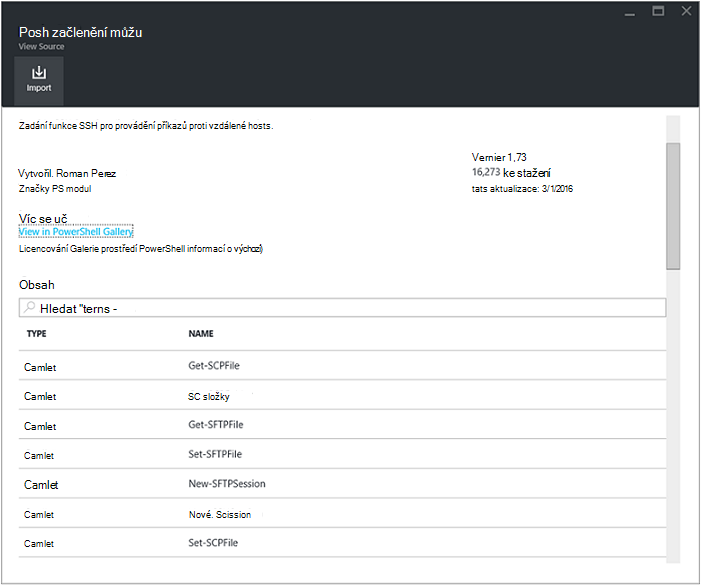 Posh začlenění můžu
View Source
Import
Zadání funkce SSH pro provádění příkazů proti vzdálené hosts.
Vytvořil. Roman Perez
Značky PS modul
Vernier 1,73
16,273 ke stažení
tats aktualizace: 3/1/2016
Víc se uč
View in PowerShell Gallery
Licencování Galerie prostředí PowerShell informací o výchozí)
Obsah
Hledat "terns -
TYPE NAME
Camlet Get-SCPFile
Camlet SC složky
Camlet Get-SFTPFile
Camlet Set-SFTPFile
Camlet New-SFTPSession
Camlet Nové. Scission
Camlet Set-SCPFile